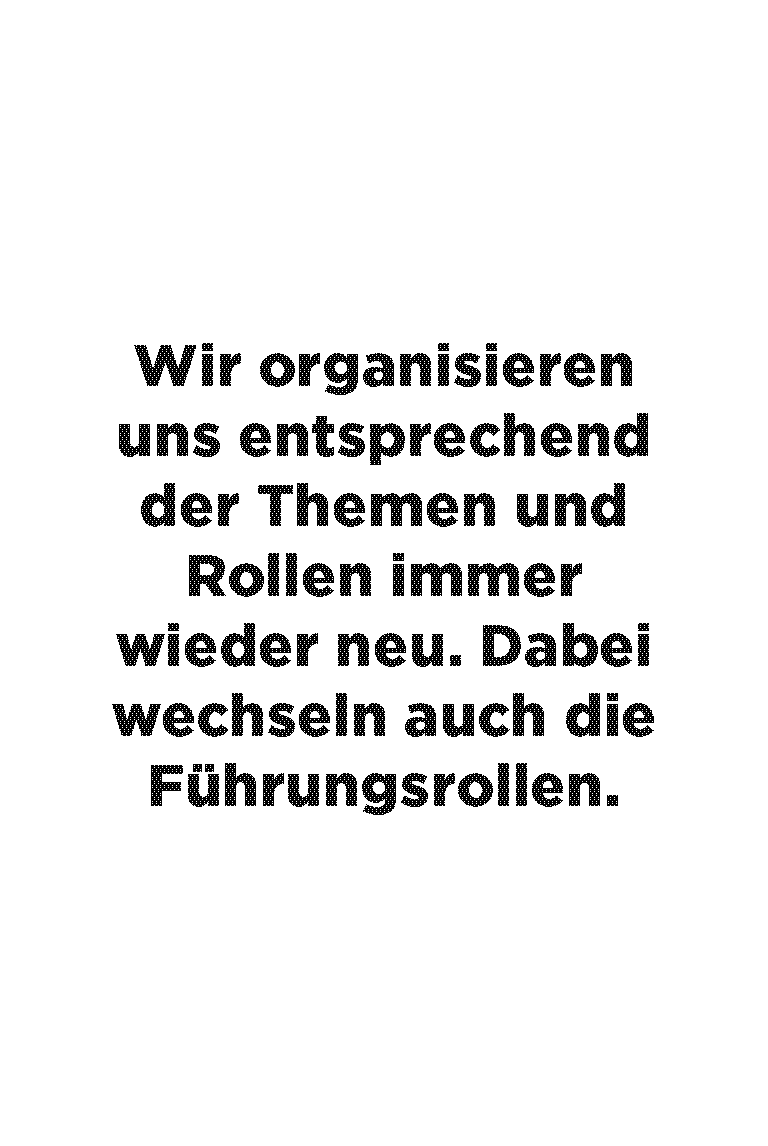 Wir organisieren
uns entsprechend
der Themen und
Rollen immer
wieder neu. Dabei
wechseln auch die
Führungsrollen.